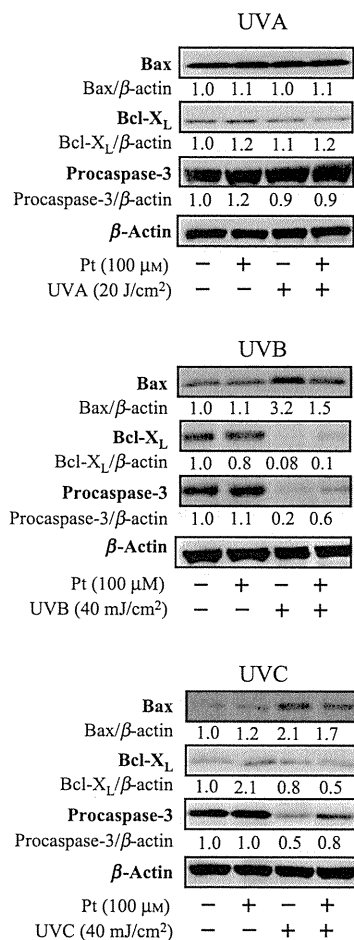 UVA
Bax
Bax/β-actin 1.0 1.1 1.0 1.1
Bcl-X_L
Bcl-X_L/β-actin 1.0 1.2 1.1 1.2
Procaspase-3
Procaspase-3/β-actin 1.0 1.2 0.9 0.9
β-Actin
Pt (100 μM) − + − +
UVA (20 J/cm²) − − + +
UVB
Bax
Bax/β-actin 1.0 1.1 3.2 1.5
Bcl-X_L
Bcl-X_L/β-actin 1.0 0.8 0.08 0.1
Procaspase-3
Procaspase-3/β-actin 1.0 1.1 0.2 0.6
β-Actin
Pt (100 μM) − + − +
UVB (40 mJ/cm²) − − + +
UVC
Bax
Bax/β-actin 1.0 1.2 2.1 1.7
Bcl-X_L
Bcl-X_L/β-actin 1.0 2.1 0.8 0.5
Procaspase-3
Procaspase-3/β-actin 1.0 1.0 0.5 0.8
β-Actin
Pt (100 μM) − + − +
UVC (40 mJ/cm²) − − + +